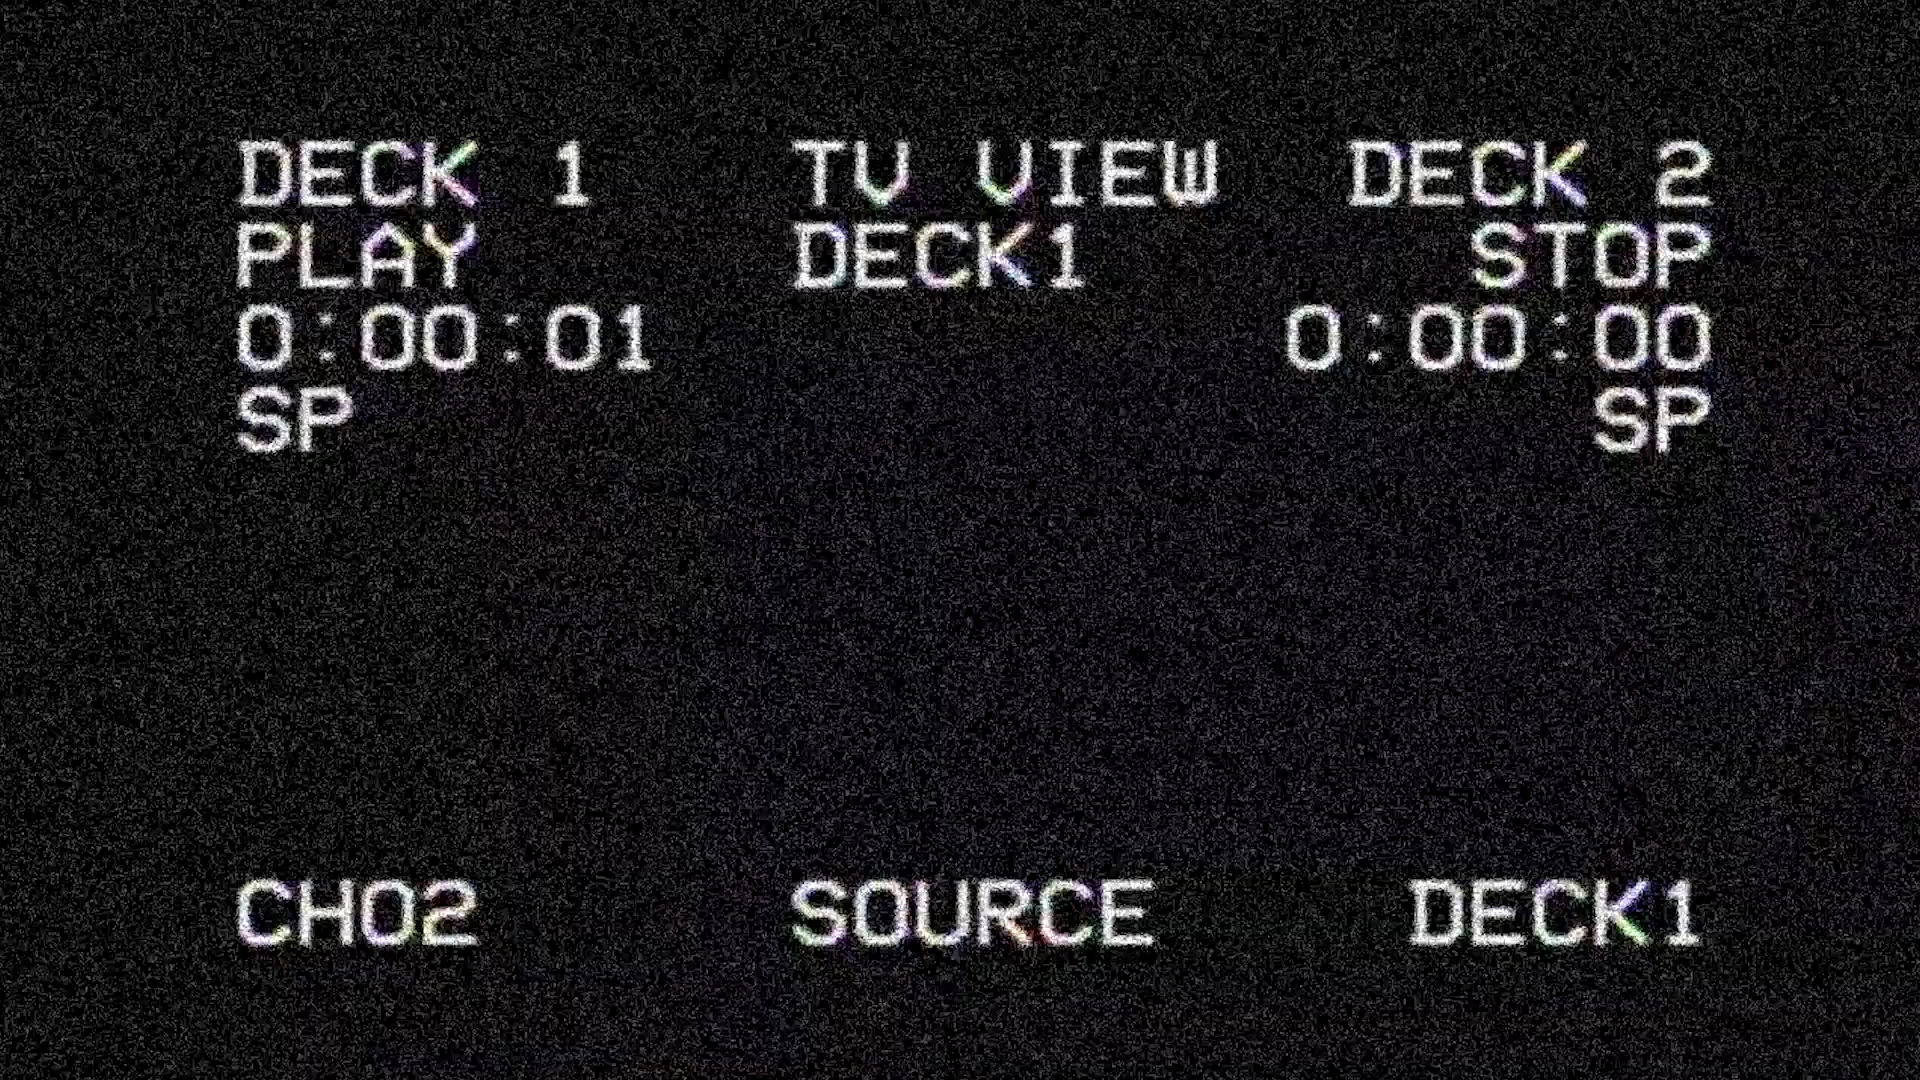 DECK 1 TV VIEW DECK 2
PLAY DECK1 STOP
0:00:01 0:00:00
SP SP
CH02 SOURCE DECK1